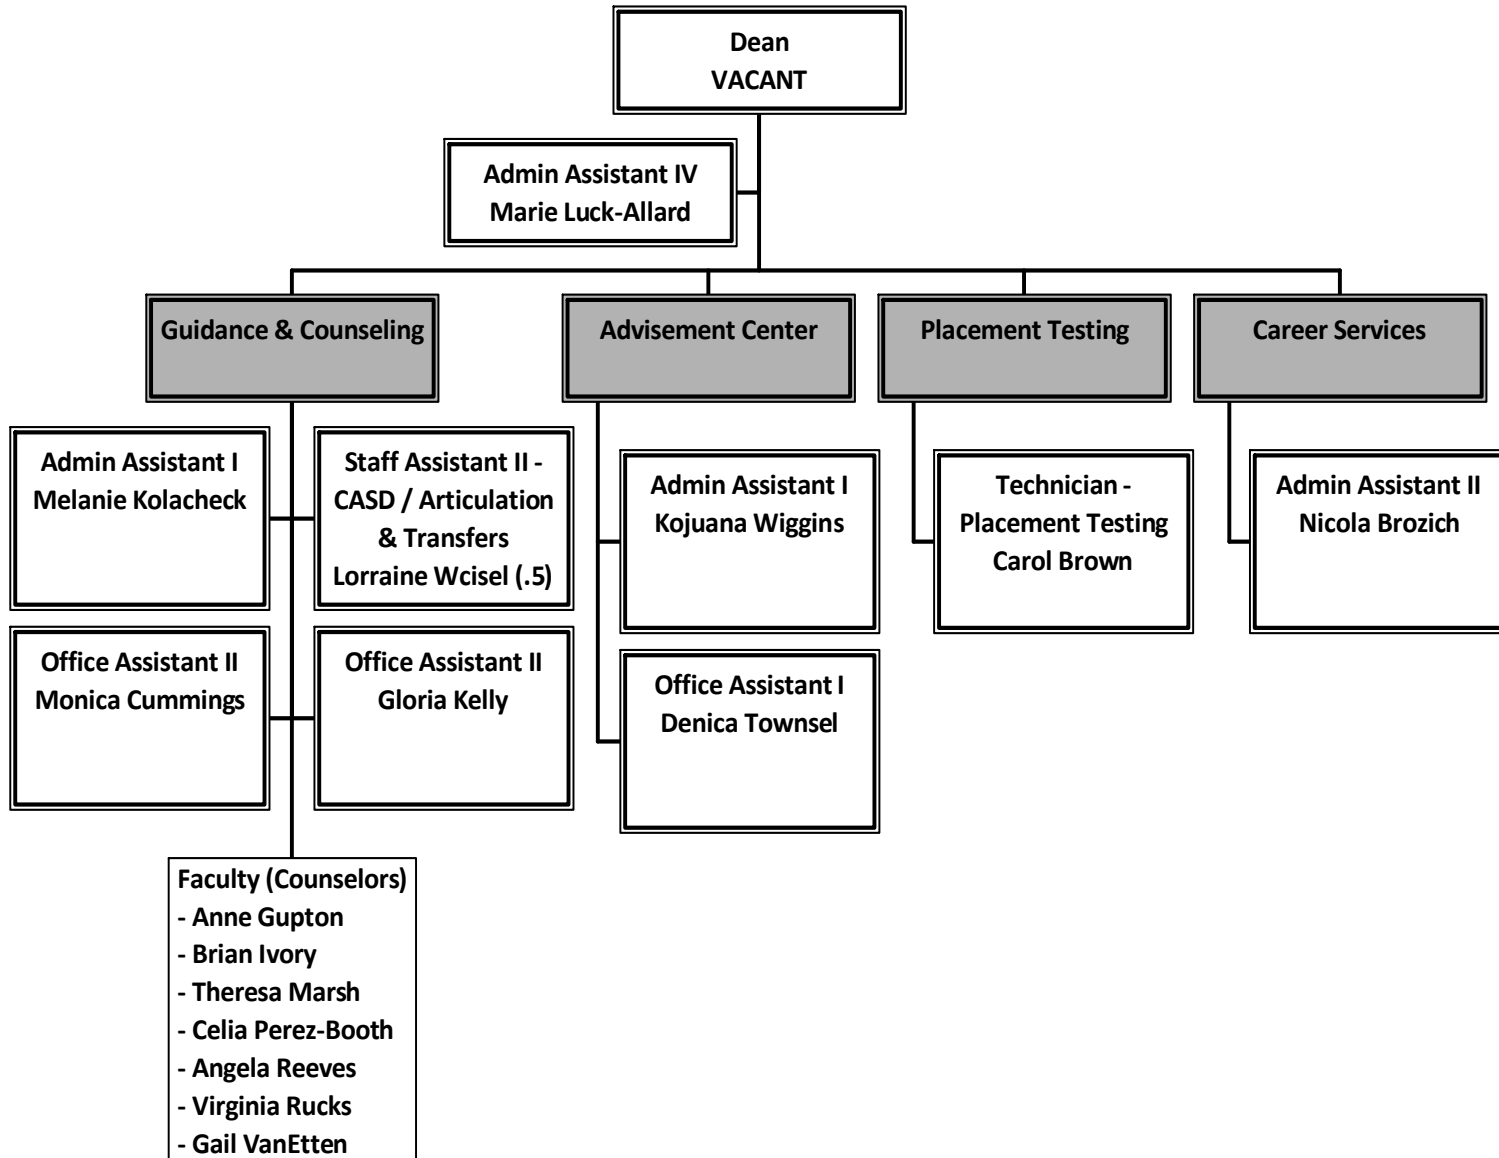 Dean
VACANT
Admin Assistant IV
Marie Luck-Allard
Guidance & Counseling
Advisement Center
Placement Testing
Career Services
Admin Assistant I
Melanie Kolacheck
Staff Assistant II -
CASD / Articulation
& Transfers
Lorraine Wcisel (.5)
Admin Assistant I
Kojuana Wiggins
Technician -
Placement Testing
Carol Brown
Admin Assistant II
Nicola Brozich
Office Assistant II
Monica Cummings
Office Assistant II
Gloria Kelly
Office Assistant I
Denica Townsel
Faculty (Counselors)
- Anne Gupton
- Brian Ivory
- Theresa Marsh
- Celia Perez-Booth
- Angela Reeves
- Virginia Rucks
- Gail VanEtten